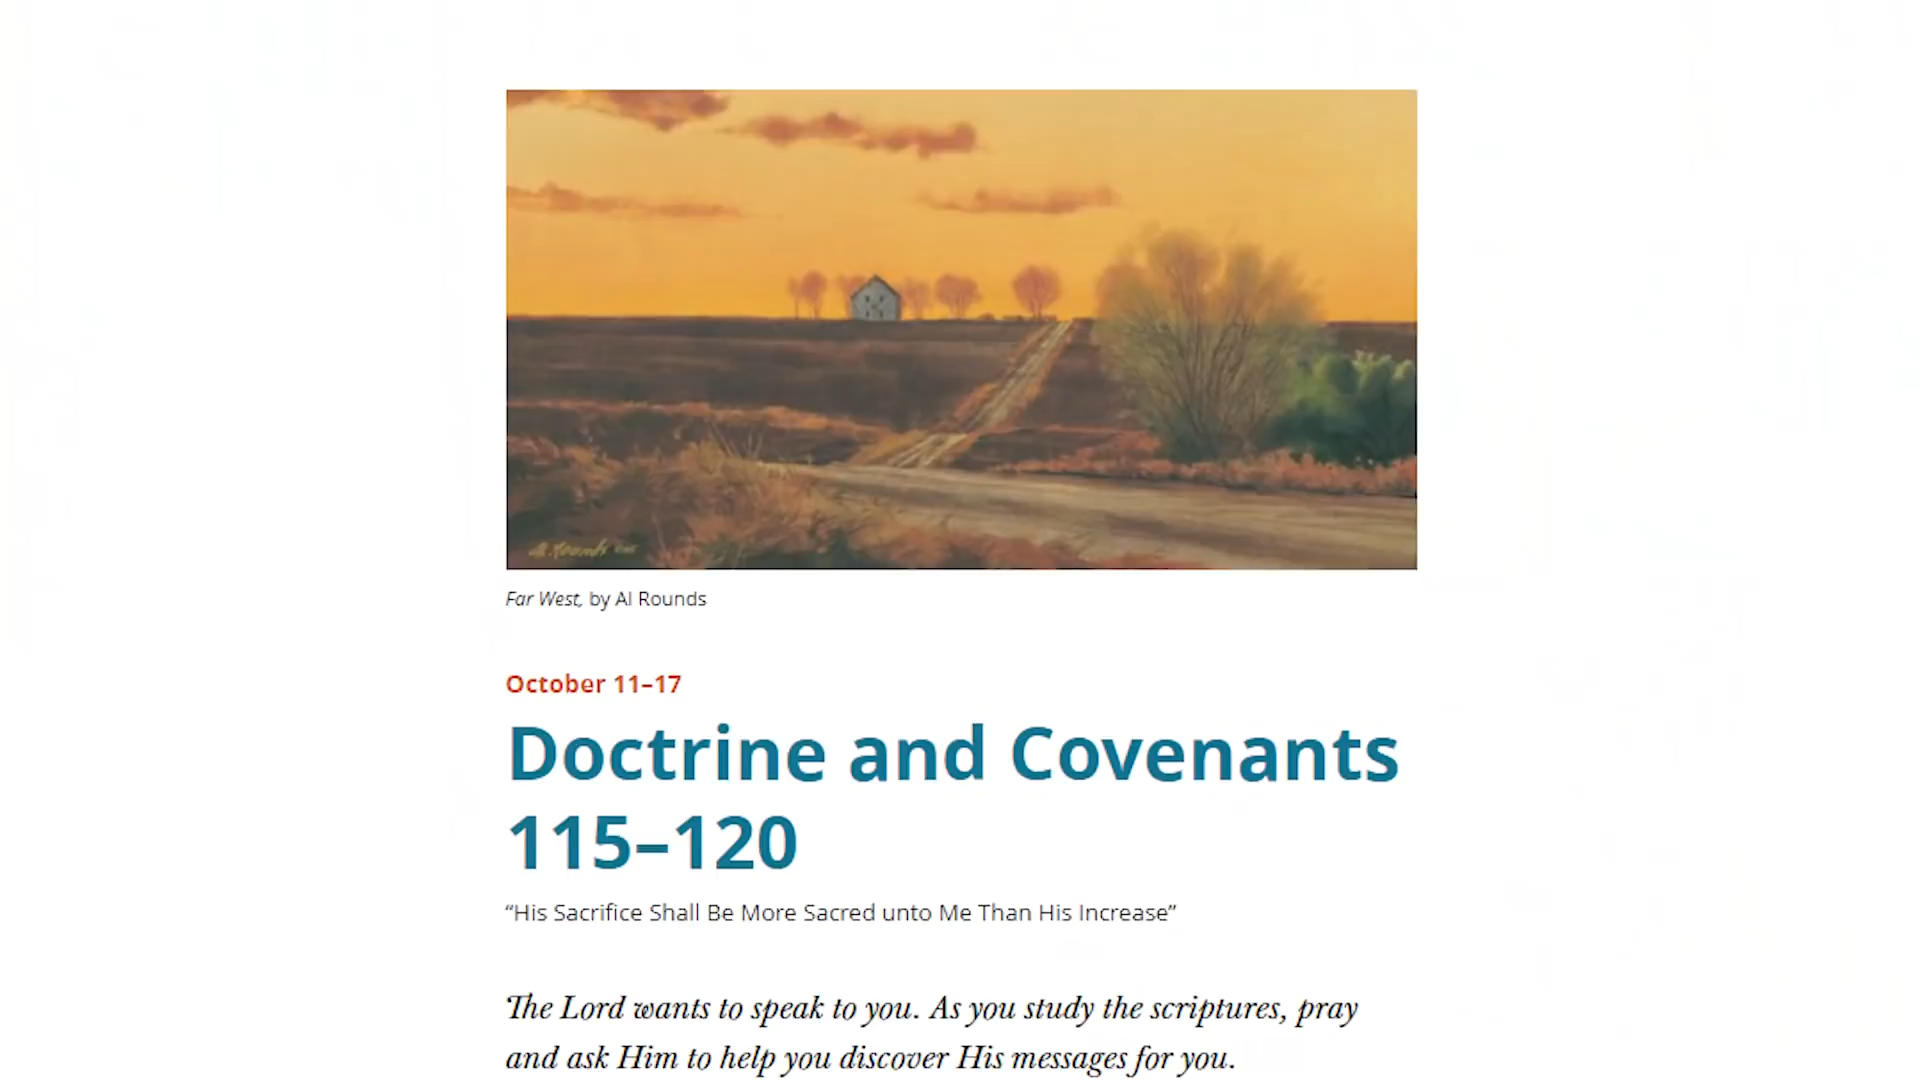 Far West, by Al Rounds
October 11–17
Doctrine and Covenants
115–120
“His Sacrifice Shall Be More Sacred unto Me Than His Increase”
The Lord wants to speak to you. As you study the scriptures, pray
and ask Him to help you discover His messages for you.